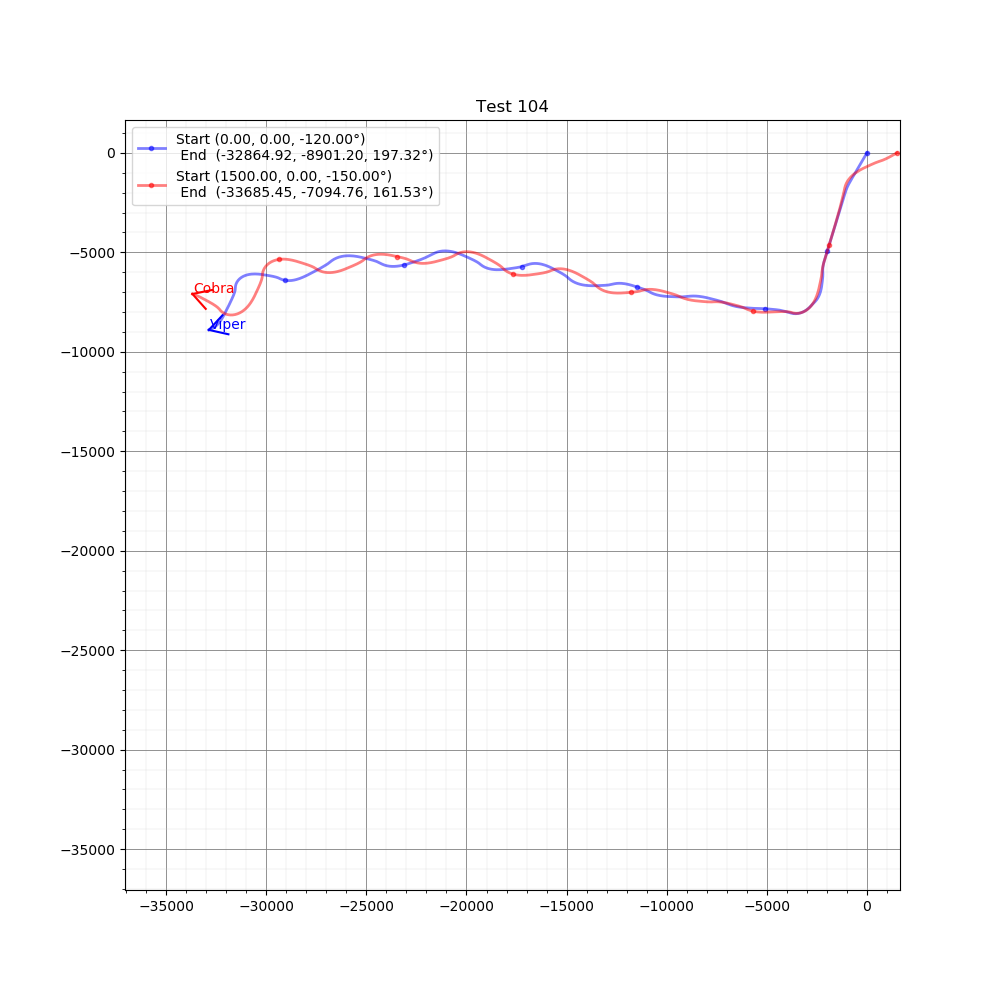 Test 104
Start (0.00, 0.00, -120.00°)
End (-32864.92, -8901.20, 197.32°)
Start (1500.00, 0.00, -150.00°)
End (-33685.45, -7094.76, 161.53°)
0
−5000
−10000
−15000
−20000
−25000
−30000
−35000
Cobra
Viper
−35000 −30000 −25000 −20000 −15000 −10000 −5000 0